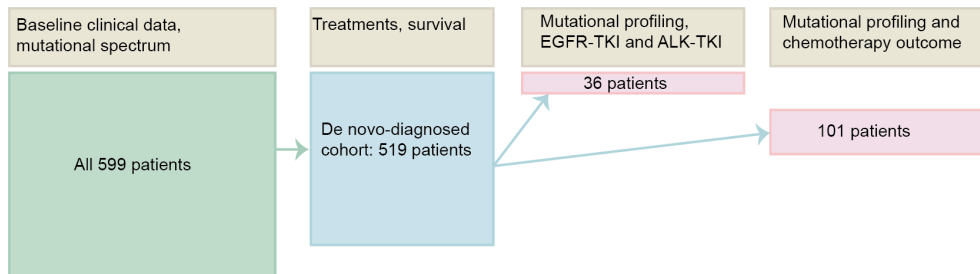 Baseline clinical data,
mutational spectrum
Treatments, survival
Mutational profiling,
EGFR-TKI and ALK-TKI
Mutational profiling and
chemotherapy outcome
All 599 patients
De novo-diagnosed
cohort: 519 patients
36 patients
101 patients